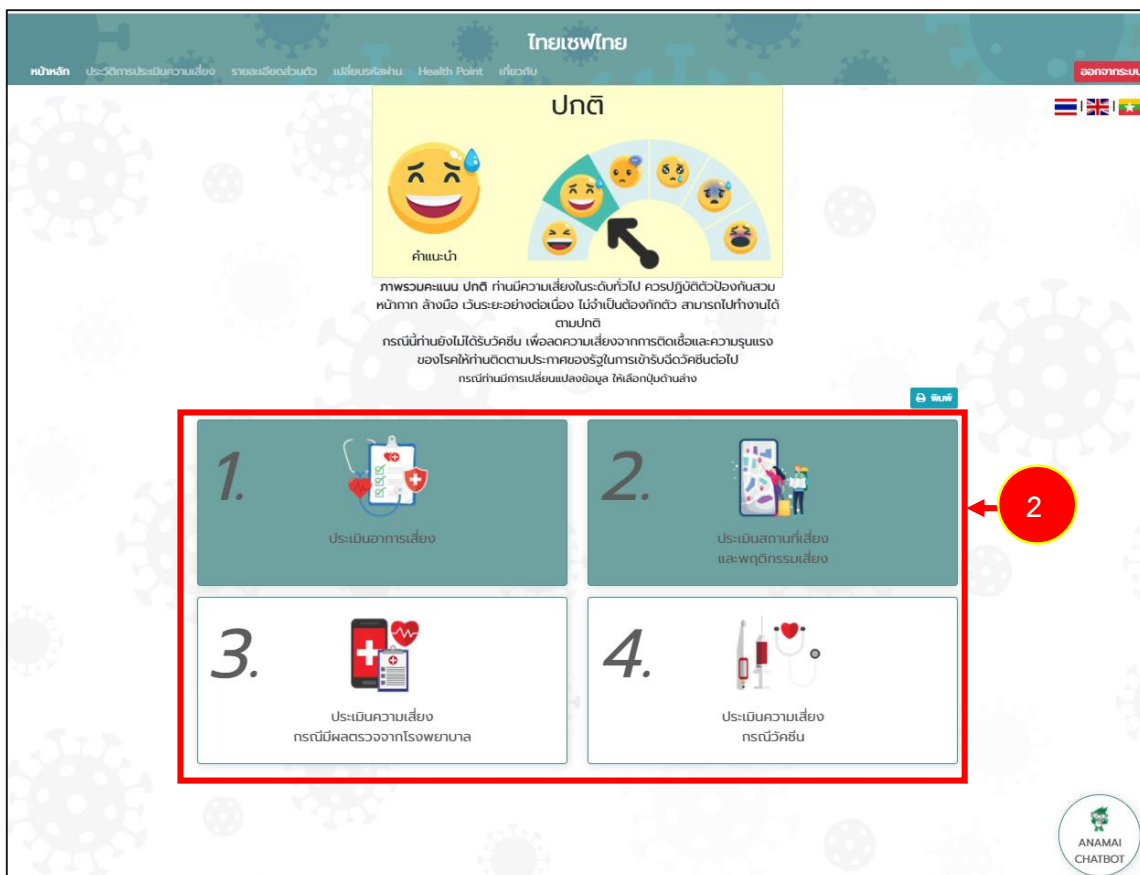 ไทยเซฟไทย
หน้าหลัก ประวัติการประเมินความเสี่ยง รายละเอียดส่วนตัว เปลี่ยนรหัสผ่าน Health Point เกี่ยวกับ ออกจากระบบ
ปกติ
คำแนะนำ
ภาพรวมคะแนน ปกติ ท่านมีความเสี่ยงในระดับทั่วไป ควรปฏิบัติตัวป้องกันสวม
หน้ากาก ล้างมือ เว้นระยะอย่างต่อเนื่อง ไม่จำเป็นต้องกักตัว สามารถไปทำงานได้
ตามปกติ
กรณีนี้ท่านยังไม่ได้รับวัคซีน เพื่อลดความเสี่ยงจากการติดเชื้อและความรุนแรง
ของโรคให้ท่านติดตามประกาศของรัฐในการเข้ารับฉีดวัคซีนต่อไป
กรณีท่านมีการเปลี่ยนแปลงข้อมูล ให้เลือกปุ่มด้านล่าง
พิมพ์
1.
ประเมินอาการเสี่ยง
2.
ประเมินสถานที่เสี่ยง
และพฤติกรรมเสี่ยง
2
3.
ประเมินความเสี่ยง
กรณีมีผลตรวจจากโรงพยาบาล
4.
ประเมินความเสี่ยง
กรณีวัคซีน
ANAMAI
CHATBOT